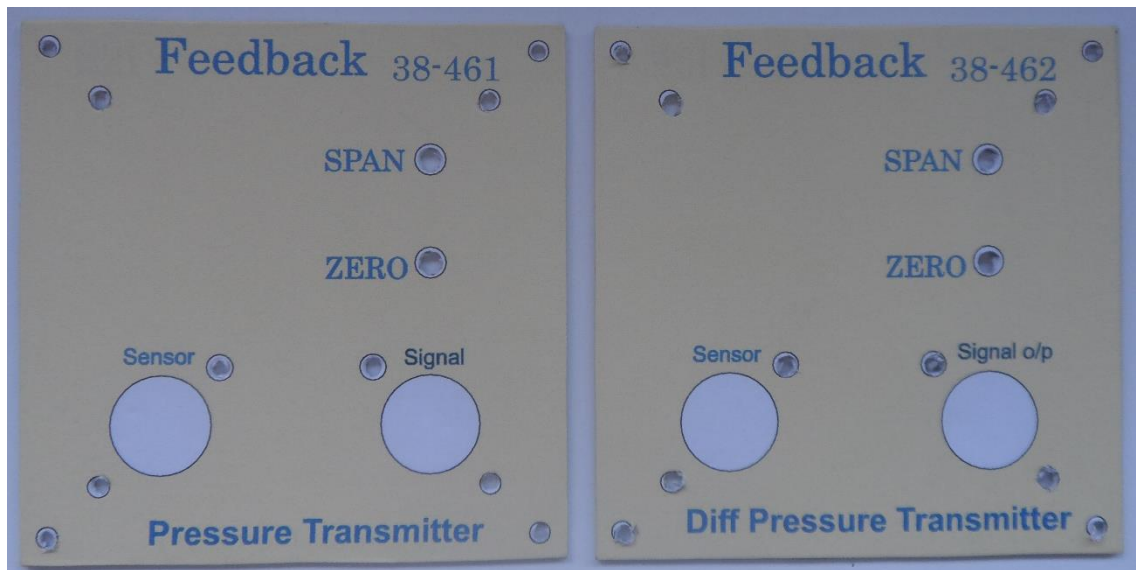 Feedback 38-461
SPAN
ZERO
Sensor Signal
Pressure Transmitter
Feedback 38-462
SPAN
ZERO
Sensor Signal o/p
Diff Pressure Transmitter